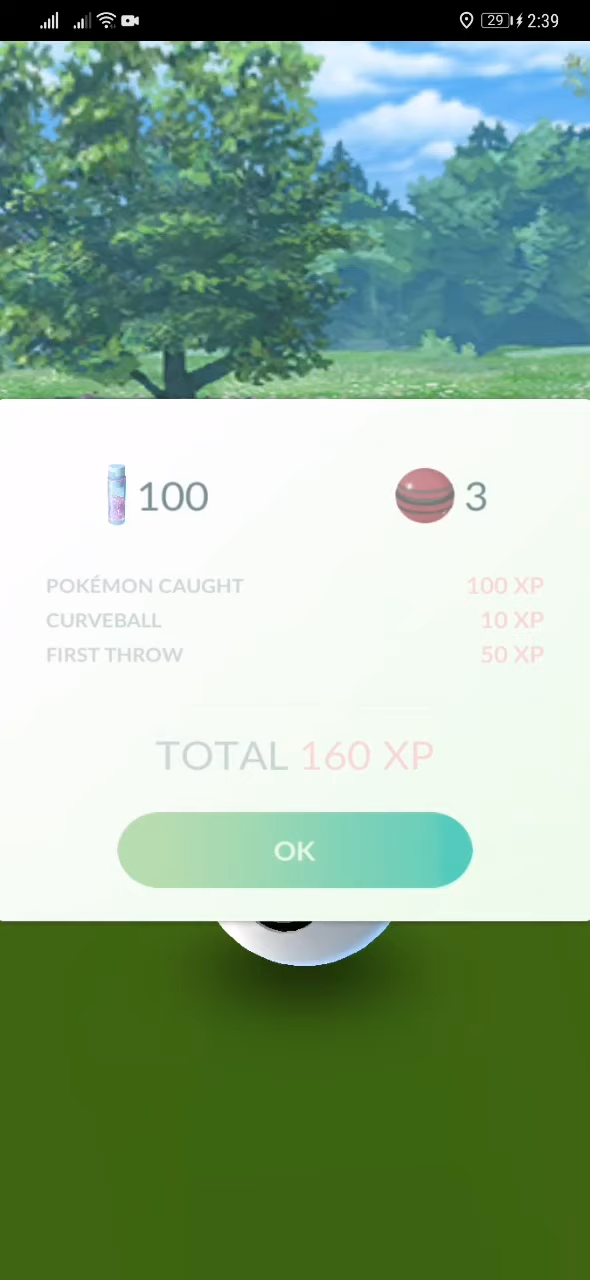 29 2:39
100 3
POKÉMON CAUGHT 100 XP
CURVEBALL 10 XP
FIRST THROW 50 XP
TOTAL 160 XP
OK